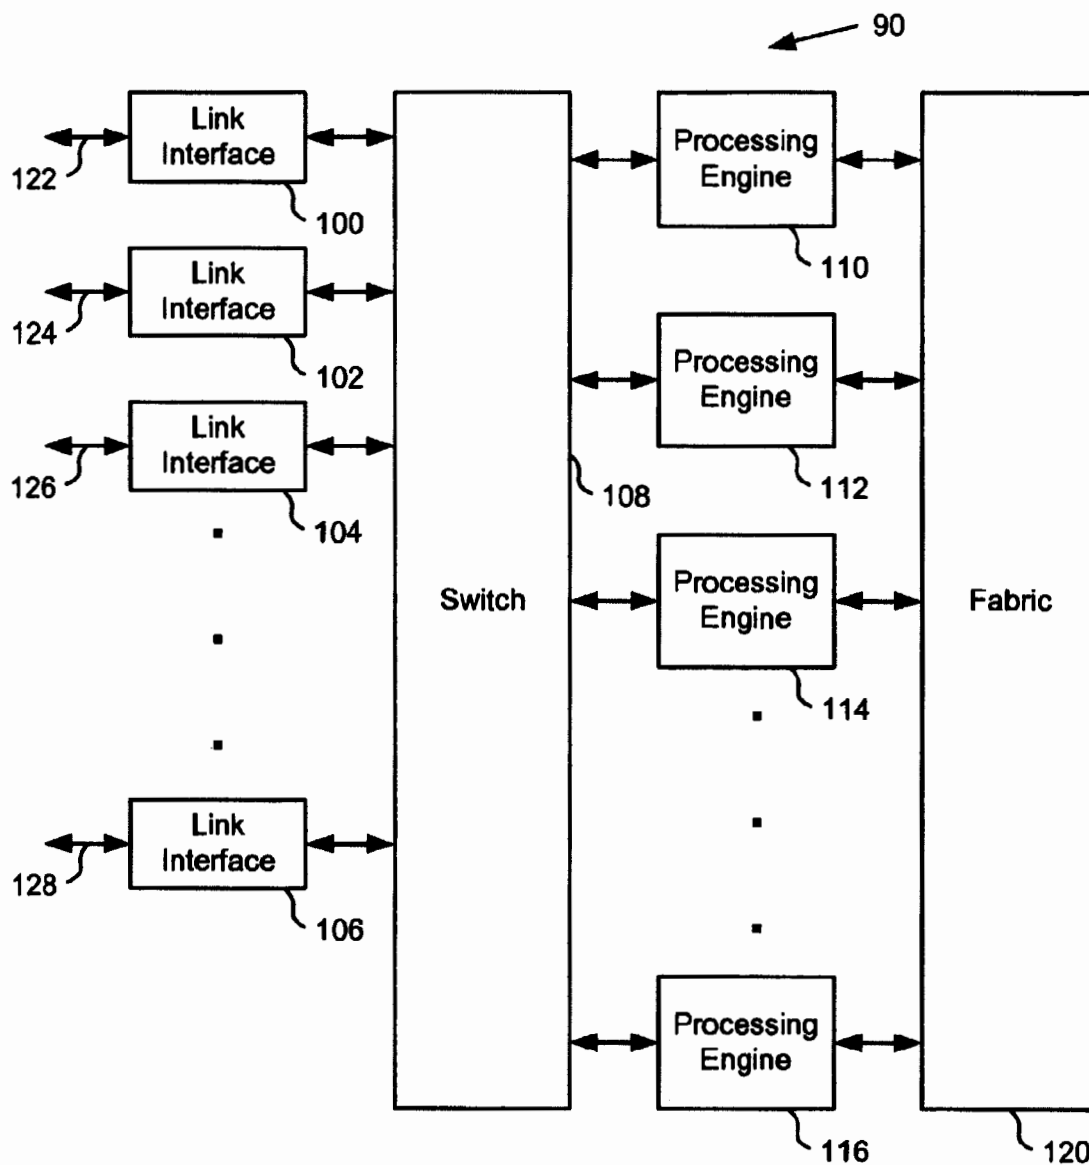 90
Link
Interface
122
100
Processing
Engine
110
Link
Interface
124
102
Processing
Engine
112
Link
Interface
126
104
108
Processing
Engine
114
Switch
Fabric
Link
Interface
128
106
Processing
Engine
116
120